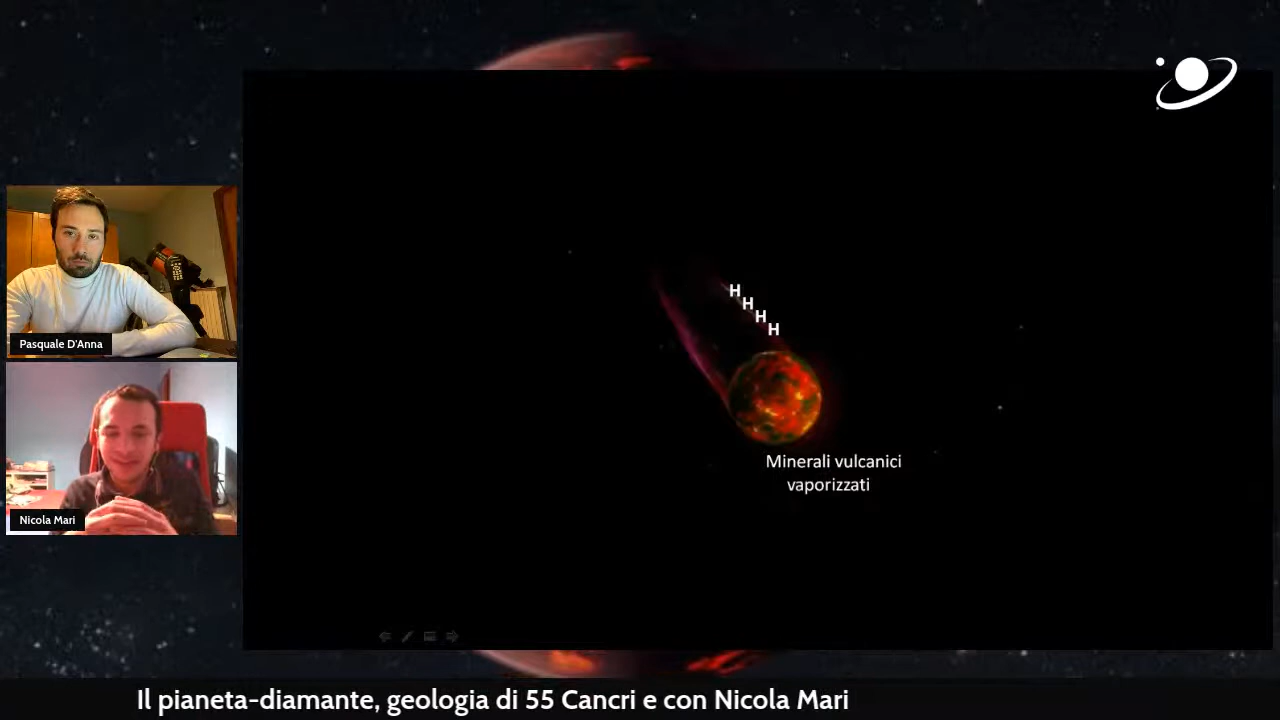 H
H
H
H
Minerali vulcanici
vaporizzati
Pasquale D'Anna
Nicola Mari
Il pianeta-diamante, geologia di 55 Cancri e con Nicola Mari